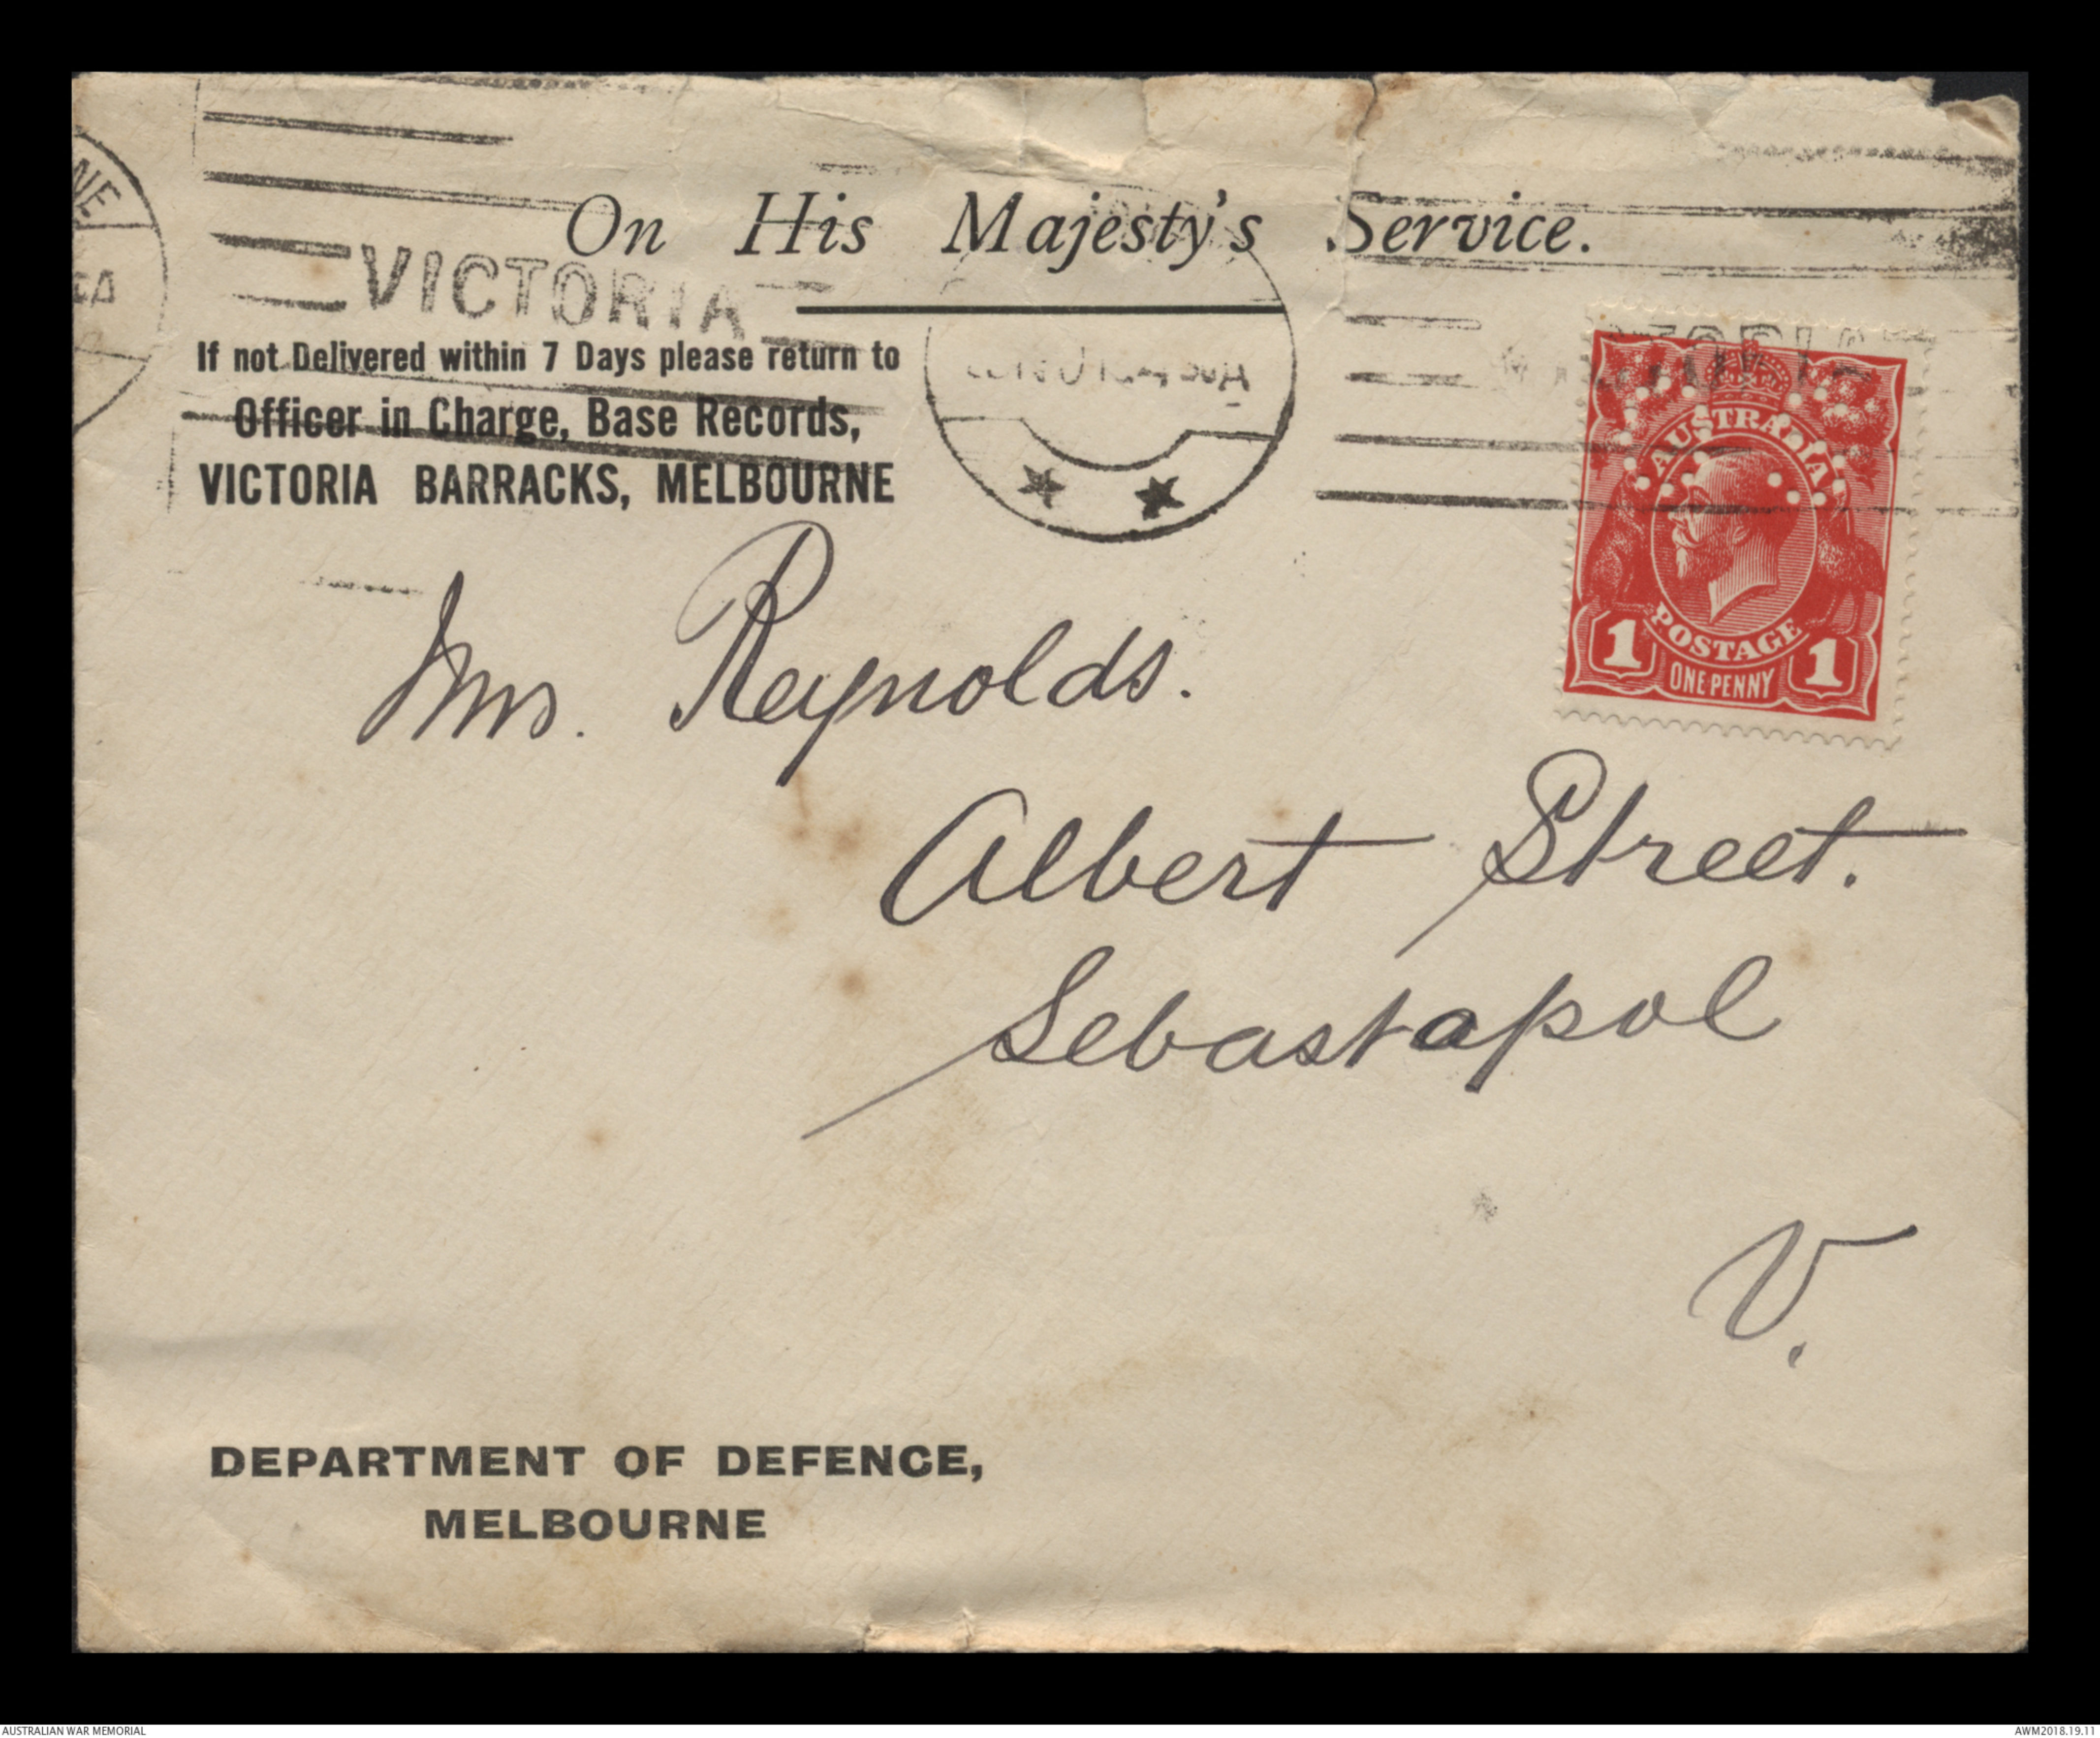 On His Majesty's Service.
VICTORIA
If not Delivered within 7 Days please return to
Officer in Charge, Base Records,
VICTORIA BARRACKS, MELBOURNE
AUSTRALIA
POSTAGE
1 ONE PENNY 1
Mrs. Reynolds.
Albert Street.
Sebastapol
V.
DEPARTMENT OF DEFENCE,
MELBOURNE
AUSTRALIAN WAR MEMORIAL
AWM2018.19.11